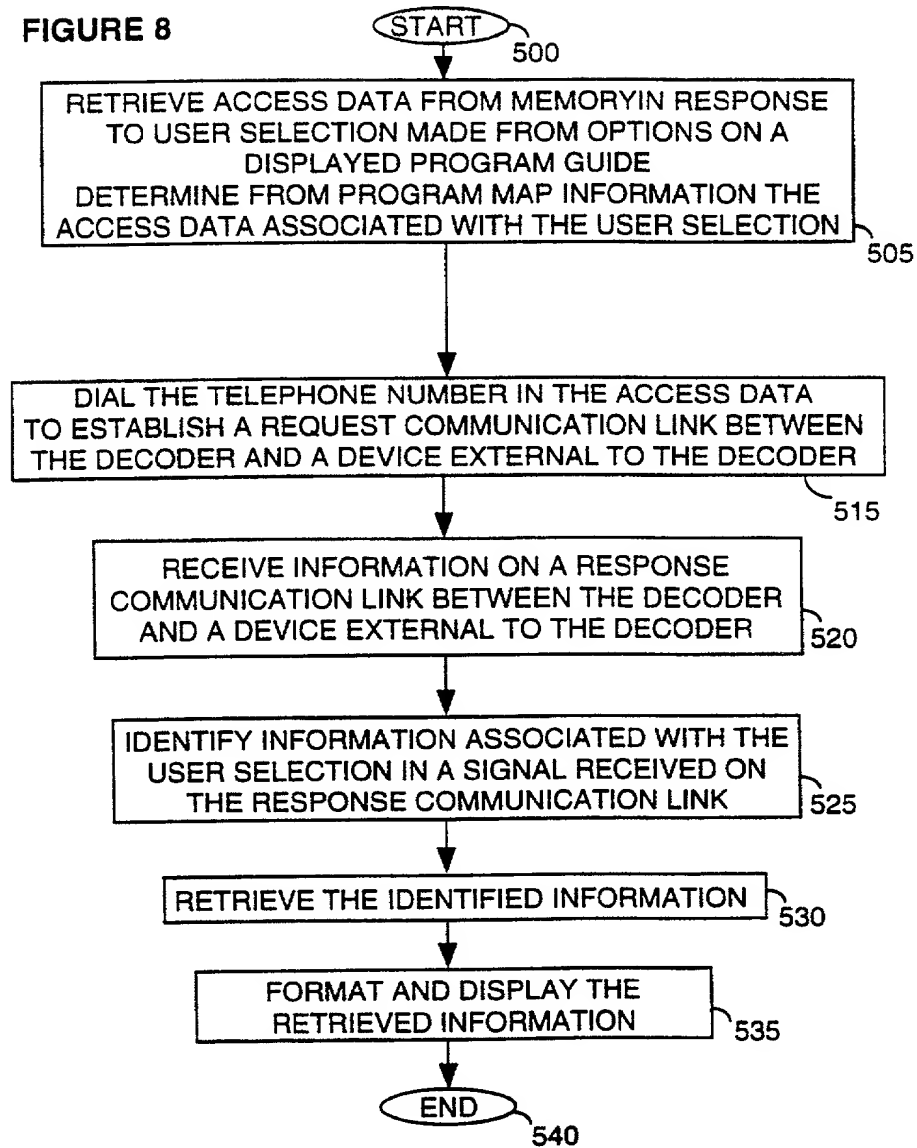 FIGURE 8
START
500
RETRIEVE ACCESS DATA FROM MEMORYIN RESPONSE
TO USER SELECTION MADE FROM OPTIONS ON A
DISPLAYED PROGRAM GUIDE
DETERMINE FROM PROGRAM MAP INFORMATION THE
ACCESS DATA ASSOCIATED WITH THE USER SELECTION
505
DIAL THE TELEPHONE NUMBER IN THE ACCESS DATA
TO ESTABLISH A REQUEST COMMUNICATION LINK BETWEEN
THE DECODER AND A DEVICE EXTERNAL TO THE DECODER
515
RECEIVE INFORMATION ON A RESPONSE
COMMUNICATION LINK BETWEEN THE DECODER
AND A DEVICE EXTERNAL TO THE DECODER
520
IDENTIFY INFORMATION ASSOCIATED WITH THE
USER SELECTION IN A SIGNAL RECEIVED ON
THE RESPONSE COMMUNICATION LINK
525
RETRIEVE THE IDENTIFIED INFORMATION
530
FORMAT AND DISPLAY THE
RETRIEVED INFORMATION
535
END
540